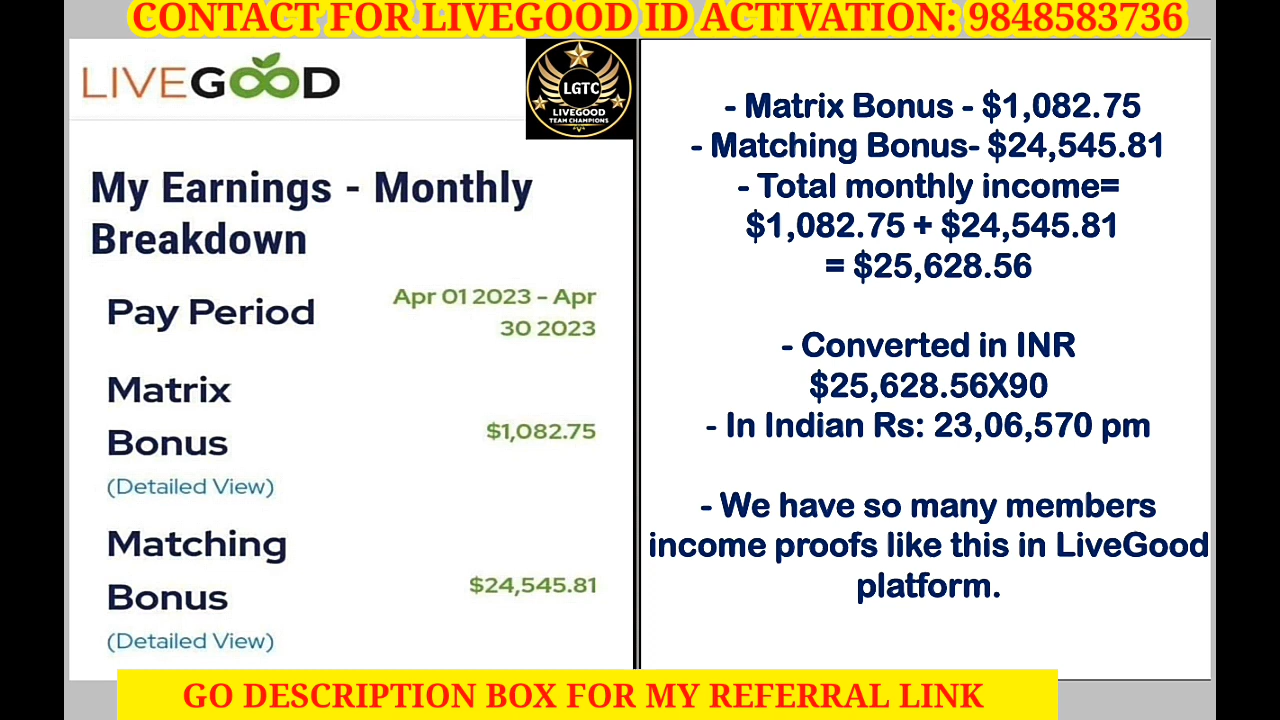 CONTACT FOR LIVEGOOD ID ACTIVATION: 9848583736
LIVEGOOD
LGTC
LIVEGOOD
TEAM CHAMPIONS
My Earnings - Monthly
Breakdown
Pay Period
Apr 01 2023 - Apr
30 2023
Matrix
Bonus
$1,082.75
(Detailed View)
Matching
Bonus
$24,545.81
(Detailed View)
- Matrix Bonus - $1,082.75
- Matching Bonus- $24,545.81
- Total monthly income=
$1,082.75 + $24,545.81
= $25,628.56
- Converted in INR
$25,628.56X90
- In Indian Rs: 23,06,570 pm
- We have so many members
income proofs like this in LiveGood
platform.
GO DESCRIPTION BOX FOR MY REFERRAL LINK